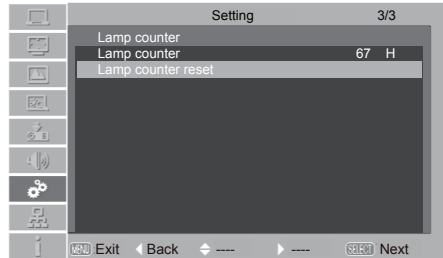 Setting 3/3
Lamp counter
Lamp counter 67 H
Lamp counter reset
MENU Exit Back ---- ---- SELECT Next